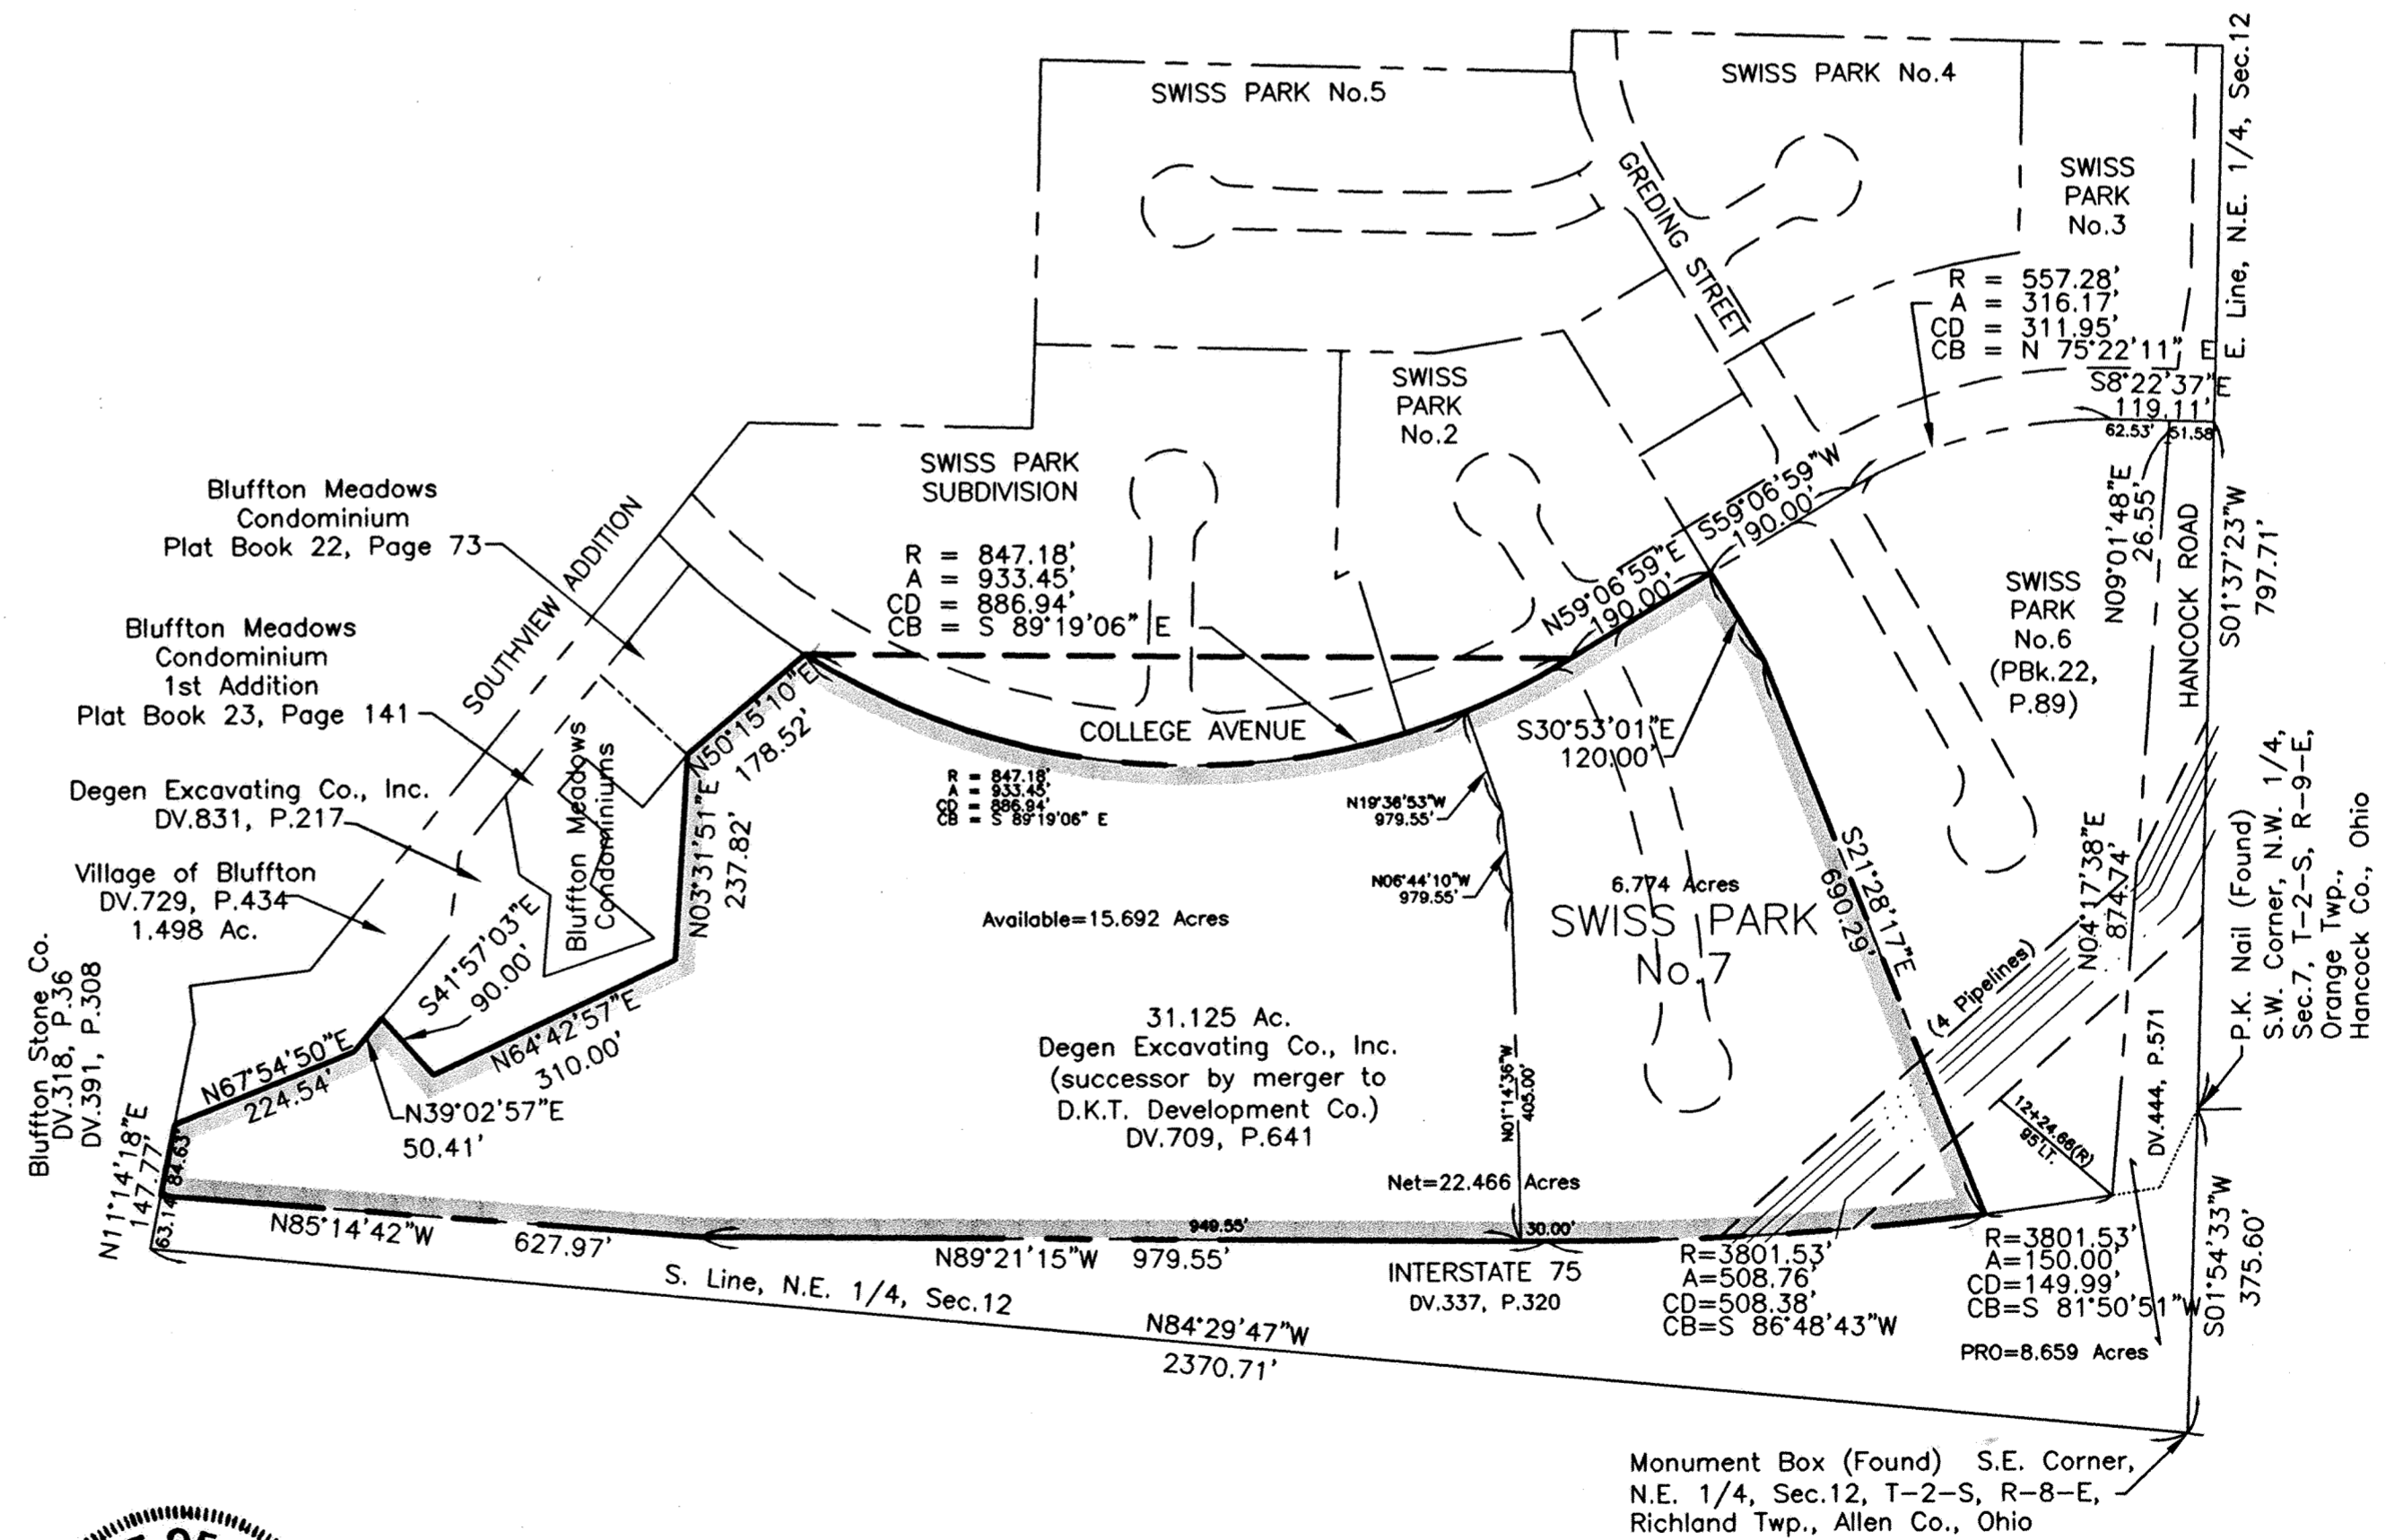 SWISS PARK No.5
SWISS PARK No.4
E. Line, N.E. 1/4, Sec.12
SWISS
PARK
No.3
GREDING STREET
R = 557.28'
A = 316.17'
CD = 311.95'
CB = N 75°22'11" E
S8°22'37"E
119.11'
62.53'
51.58
SWISS
PARK
No.2
SWISS PARK
SUBDIVISION
R = 847.18'
A = 933.45'
CD = 886.94'
CB = S 89°19'06" E
Bluffton Meadows
Condominium
Plat Book 22, Page 73
SOUTHVIEW ADDITION
Bluffton Meadows
Condominium
1st Addition
Plat Book 23, Page 141
Degen Excavating Co., Inc.
DV.831, P.217
Village of Bluffton
DV.729, P.434
1.498 Ac.
Bluffton Stone Co.
DV.318, P.36
DV.391, P.308
Bluffton Meadows
Condominiums
N50°15'10"E
178.52'
N03°31'51"E
237.82'
COLLEGE AVENUE
R = 847.18'
A = 933.45'
CD = 886.94'
CB = S 89°19'06" E
N59°06'59"E
190.00'
S59°06'59"W
190.00'
S30°53'01"E
120.00'
N19°36'53"W
979.55'
N06°44'10"W
979.55'
SWISS
PARK
No.6
(PBk.22,
P.89)
N09°01'48"E
26.55'
HANCOCK ROAD
S01°37'23"W
797.71'
6.774 Acres
SWISS PARK
No.7
S21°28'17"E
690.29'
N04°17'38"E
874.74'
(4 Pipelines)
P.K. Nail (Found)
S.W. Corner, N.W. 1/4,
Sec.7, T-2-S, R-9-E,
Orange Twp.,
Hancock Co., Ohio
Available=15.692 Acres
31.125 Ac.
Degen Excavating Co., Inc.
(successor by merger to
D.K.T. Development Co.)
DV.709, P.641
Net=22.466 Acres
N01°14'36"W
405.00'
S41°57'03"E
90.00'
N64°42'57"E
310.00'
N67°54'50"E
224.54'
N39°02'57"E
50.41'
N11°14'18"E
147.77'
84.63'
63.14
N85°14'42"W
627.97'
949.55'
30.00'
N89°21'15"W 979.55'
S. Line, N.E. 1/4, Sec.12
INTERSTATE 75
DV.337, P.320
N84°29'47"W
2370.71'
R=3801.53'
A=508.76'
CD=508.38'
CB=S 86°48'43"W
R=3801.53'
A=150.00'
CD=149.99'
CB=S 81°50'51"W
12+24.66(R)
95'LT.
DV.444, P.571
S01°54'33"W
375.60'
PRO=8.659 Acres
Monument Box (Found) S.E. Corner,
N.E. 1/4, Sec.12, T-2-S, R-8-E,
Richland Twp., Allen Co., Ohio